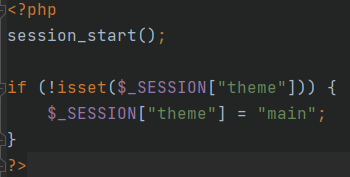 <?php
session_start();

if (!isset($_SESSION["theme"])) {
    $_SESSION["theme"] = "main";
}
?>